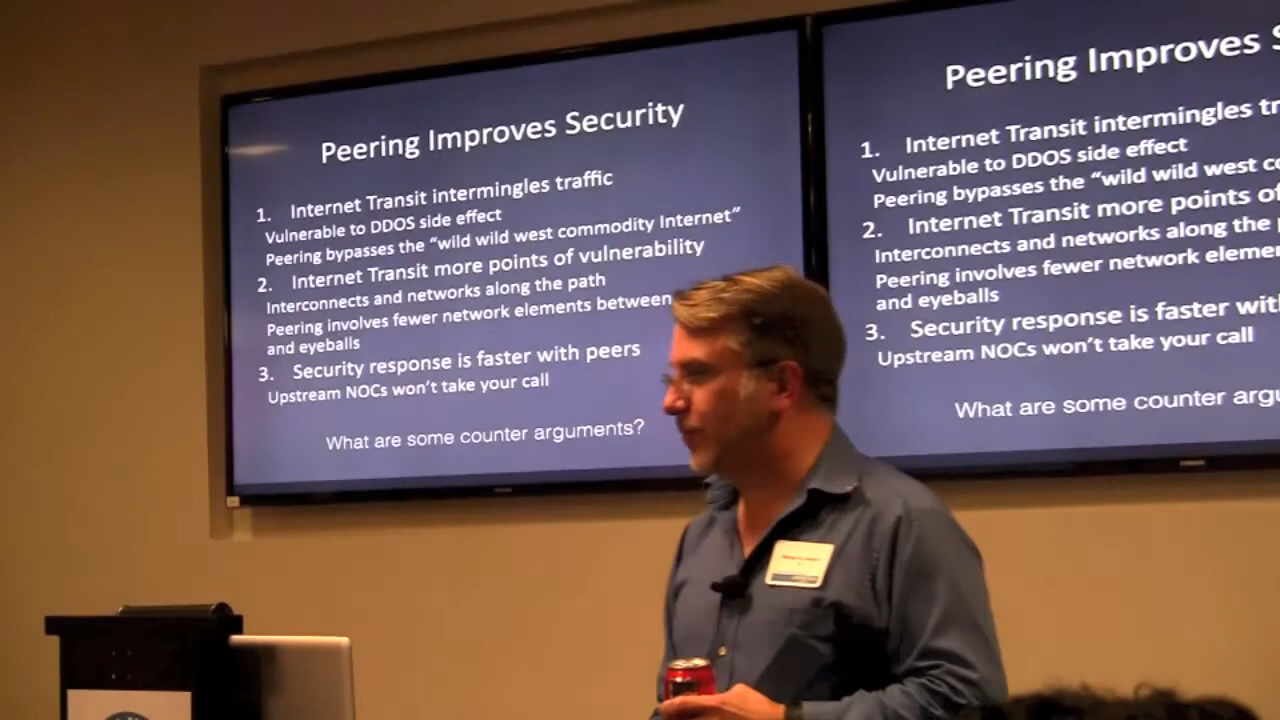 Peering Improves Security
1. Internet Transit intermingles traffic
Vulnerable to DDOS side effect
Peering bypasses the “wild wild west commodity Internet”
2. Internet Transit more points of vulnerability
Interconnects and networks along the path
Peering involves fewer network elements between
and eyeballs
3. Security response is faster with peers
Upstream NOCs won’t take your call
What are some counter arguments?
Peering Improves
1. Internet Transit intermingles
Vulnerable to DDOS side effect
Peering bypasses the “wild wild west
2. Internet Transit more points of
Interconnects and networks along the
Peering involves fewer network
and eyeballs
3. Security response is faster
Upstream NOCs won’t take your call
What are some counter